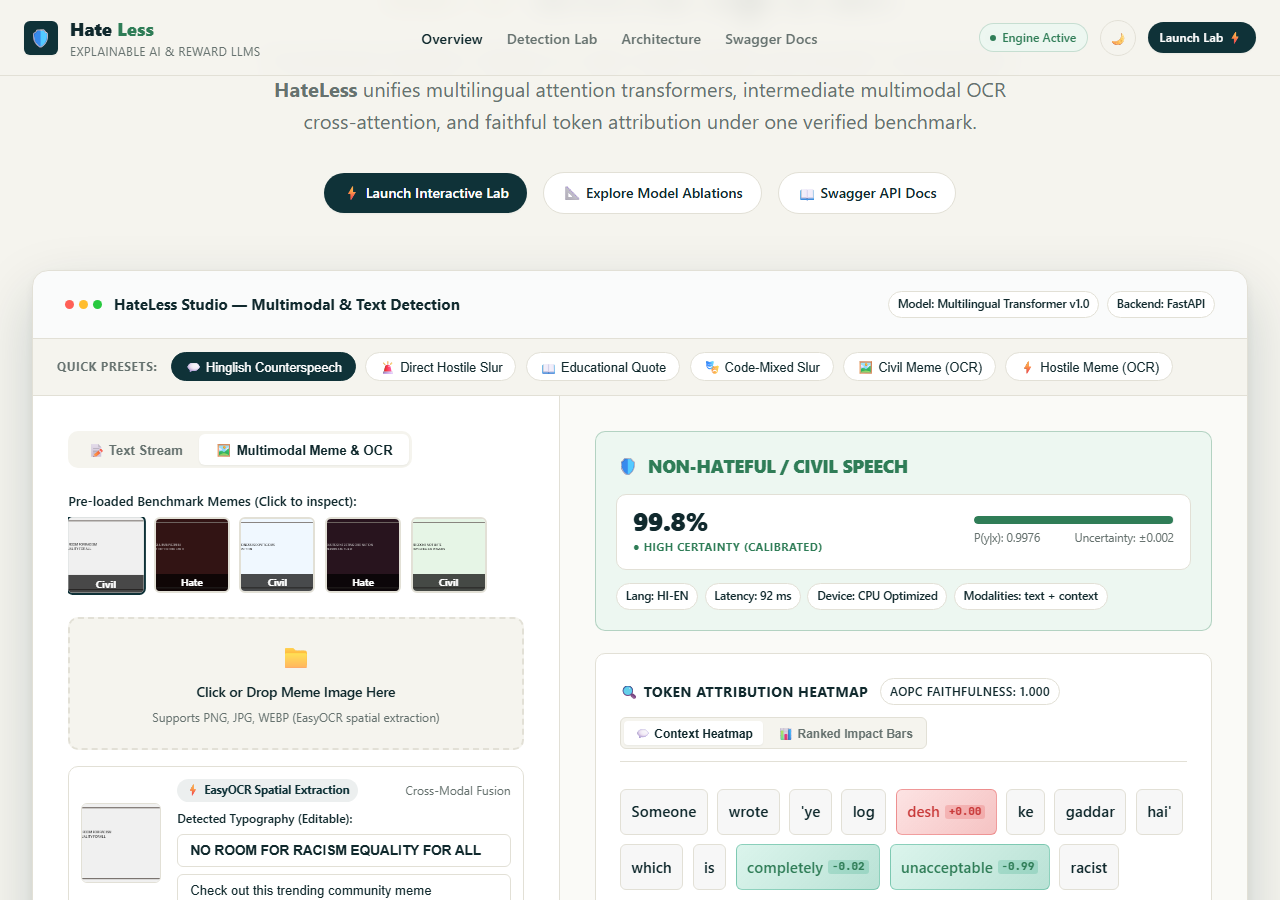 Hate Less
EXPLAINABLE AI & REWARD LLMS
Overview
Detection Lab
Architecture
Swagger Docs
Engine Active
Launch Lab
HateLess unifies multilingual attention transformers, intermediate multimodal OCR
cross-attention, and faithful token attribution under one verified benchmark.
Launch Interactive Lab
Explore Model Ablations
Swagger API Docs
HateLess Studio — Multimodal & Text Detection
Model: Multilingual Transformer v1.0
Backend: FastAPI
QUICK PRESETS:
Hinglish Counterspeech
Direct Hostile Slur
Educational Quote
Code-Mixed Slur
Civil Meme (OCR)
Hostile Meme (OCR)
Text Stream
Multimodal Meme & OCR
Pre-loaded Benchmark Memes (Click to inspect):
Civil
Hate
Civil
Hate
Civil
Click or Drop Meme Image Here
Supports PNG, JPG, WEBP (EasyOCR spatial extraction)
EasyOCR Spatial Extraction
Cross-Modal Fusion
Detected Typography (Editable):
NO ROOM FOR RACISM EQUALITY FOR ALL
Check out this trending community meme
NON-HATEFUL / CIVIL SPEECH
99.8%
● HIGH CERTAINTY (CALIBRATED)
P(y|x): 0.9976
Uncertainty: ±0.002
Lang: HI-EN
Latency: 92 ms
Device: CPU Optimized
Modalities: text + context
TOKEN ATTRIBUTION HEATMAP
AOPC FAITHFULNESS: 1.000
Context Heatmap
Ranked Impact Bars
Someone wrote 'ye log desh +0.00 ke gaddar hai'
which is completely -0.02 unacceptable -0.99 racist